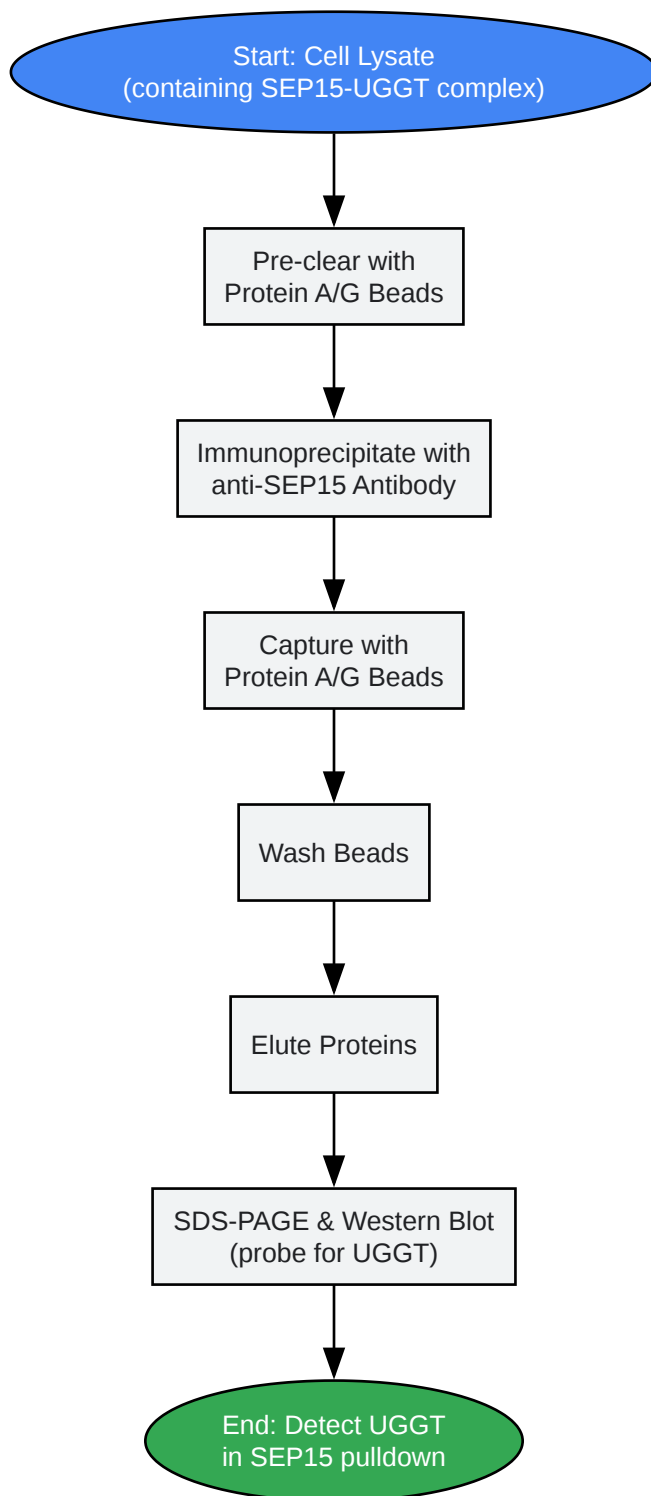 Start: Cell Lysate
(containing SEP15-UGGT complex)
Pre-clear with
Protein A/G Beads
Immunoprecipitate with
anti-SEP15 Antibody
Capture with
Protein A/G Beads
Wash Beads
Elute Proteins
SDS-PAGE & Western Blot
(probe for UGGT)
End: Detect UGGT
in SEP15 pulldown